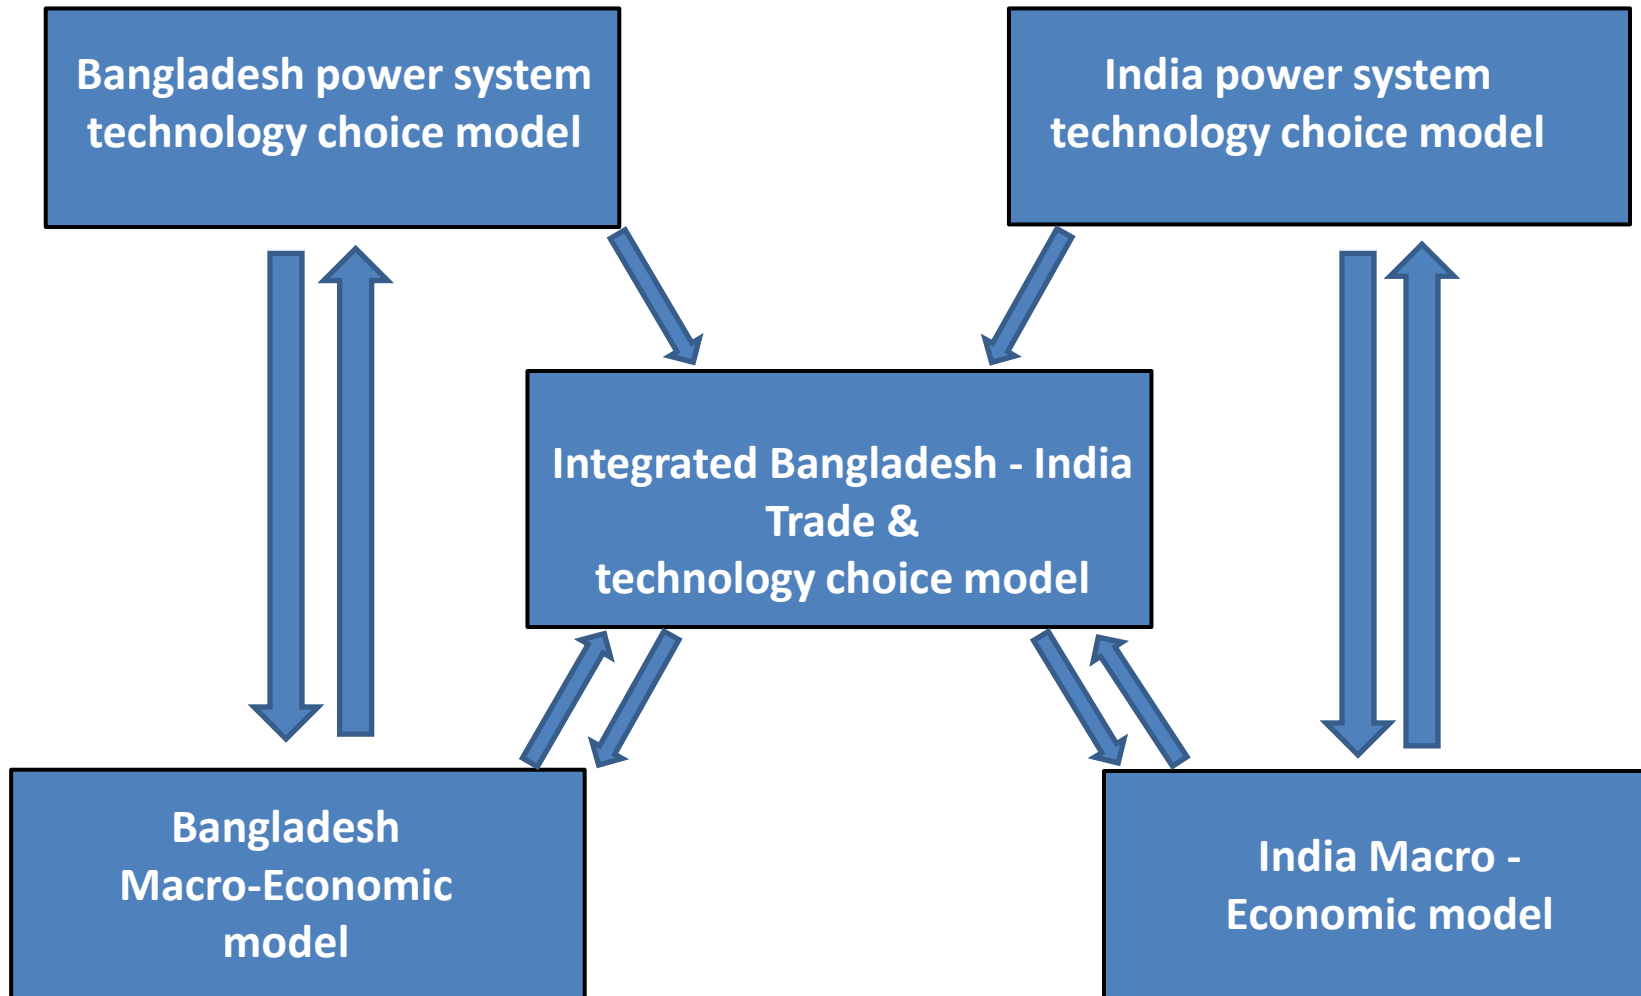 Bangladesh power system
technology choice model
India power system
technology choice model
Integrated Bangladesh - India
Trade &
technology choice model
Bangladesh
Macro-Economic
model
India Macro -
Economic model